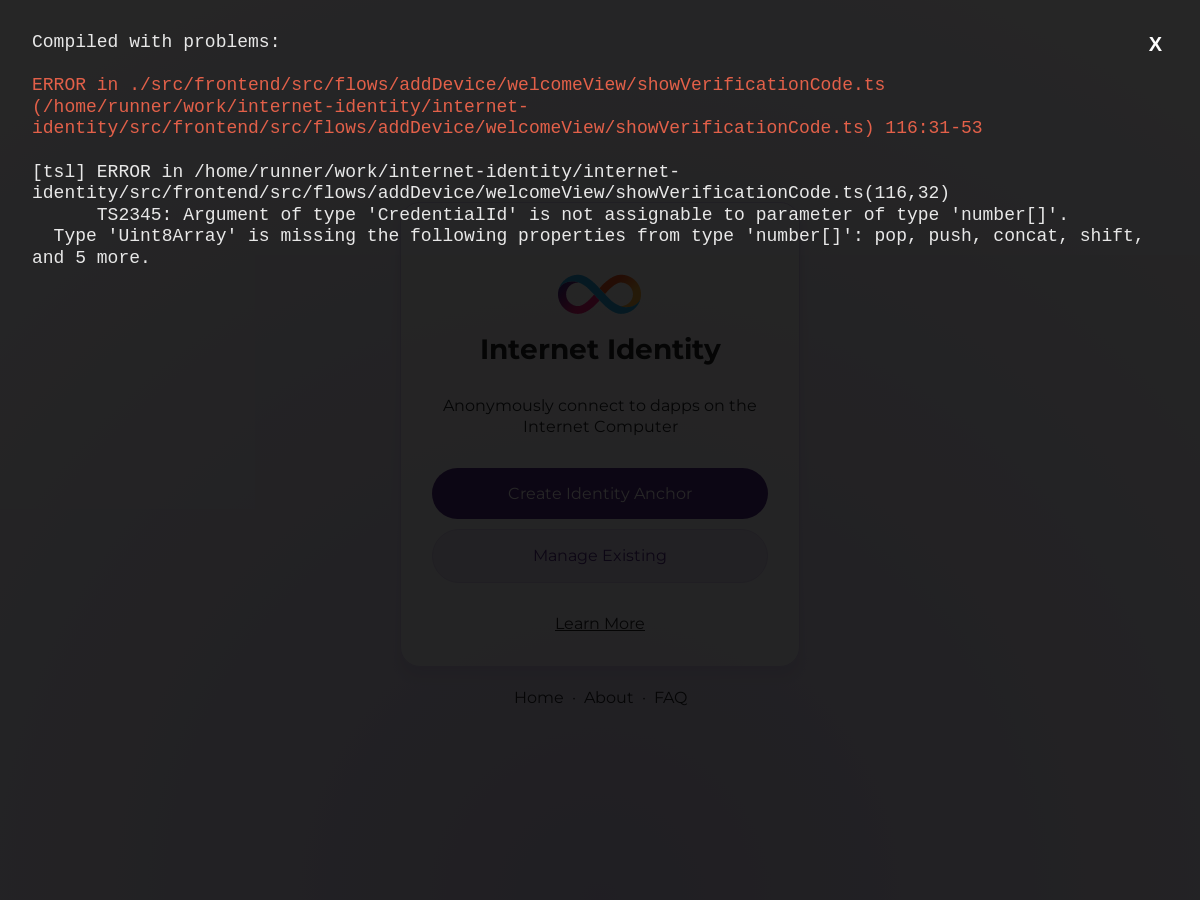 Compiled with problems:
X
ERROR in ./src/frontend/src/flows/addDevice/welcomeView/showVerificationCode.ts
(/home/runner/work/internet-identity/internet-
identity/src/frontend/src/flows/addDevice/welcomeView/showVerificationCode.ts) 116:31-53
[tsl] ERROR in /home/runner/work/internet-identity/internet-
identity/src/frontend/src/flows/addDevice/welcomeView/showVerificationCode.ts(116,32)
TS2345: Argument of type 'CredentialId' is not assignable to parameter of type 'number[]'.
Type 'Uint8Array' is missing the following properties from type 'number[]': pop, push, concat, shift,
and 5 more.
Internet Identity
Anonymously connect to dapps on the
Internet Computer
Create Identity Anchor
Manage Existing
Learn More
Home · About · FAQ